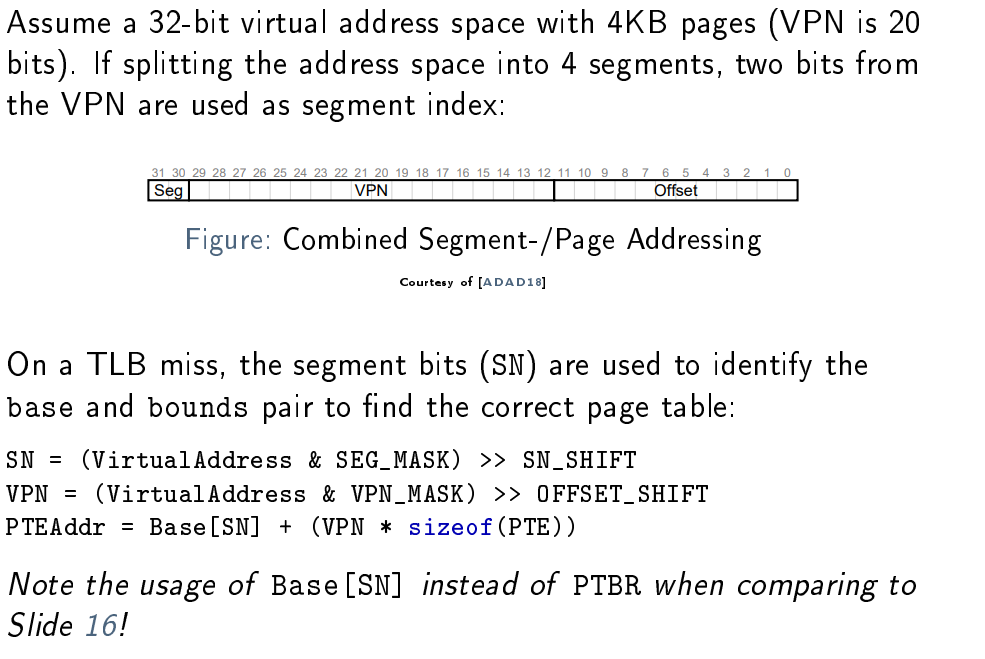 Assume a 32-bit virtual address space with 4KB pages (VPN is 20
bits). If splitting the address space into 4 segments, two bits from
the VPN are used as segment index:
31 30 29 28 27 26 25 24 23 22 21 20 19 18 17 16 15 14 13 12 11 10 9 8 7 6 5 4 3 2 1 0
Seg VPN Offset
Figure: Combined Segment-/Page Addressing
Courtesy of [ADAD18]
On a TLB miss, the segment bits (SN) are used to identify the
base and bounds pair to find the correct page table:
SN = (VirtualAddress & SEG_MASK) >> SN_SHIFT
VPN = (VirtualAddress & VPN_MASK) >> OFFSET_SHIFT
PTEAddr = Base[SN] + (VPN * sizeof(PTE))
Note the usage of Base[SN] instead of PTBR when comparing to
Slide 16!